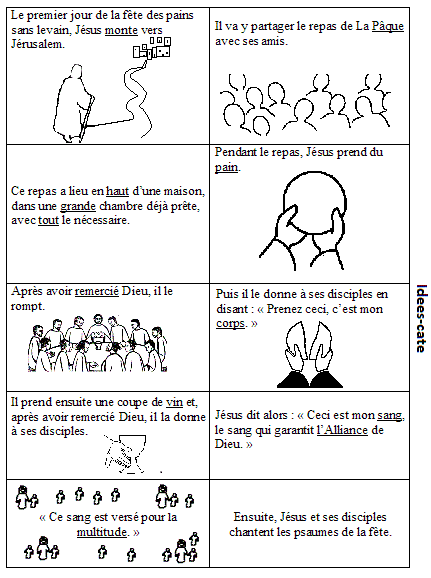 Le premier jour de la fête des pains
sans levain, Jésus monte vers
Jérusalem.
Il va y partager le repas de La Pâque
avec ses amis.
Ce repas a lieu en haut d'une maison,
dans une grande chambre déjà prête,
avec tout le nécessaire.
Pendant le repas, Jésus prend du
pain.
Après avoir remercié Dieu, il le
rompt.
Puis il le donne à ses disciples en
disant : « Prenez ceci, c'est mon
corps. »
Il prend ensuite une coupe de vin et,
après avoir remercié Dieu, il la donne
à ses disciples.
Jésus dit alors : « Ceci est mon sang,
le sang qui garantit l'Alliance de
Dieu. »
« Ce sang est versé pour la
multitude. »
Ensuite, Jésus et ses disciples
chantent les psaumes de la fête.
Idees-cate